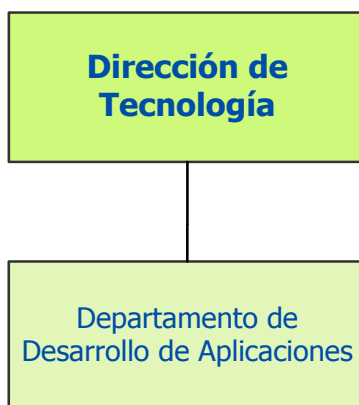 Dirección de
Tecnología
Departamento de
Desarrollo de Aplicaciones